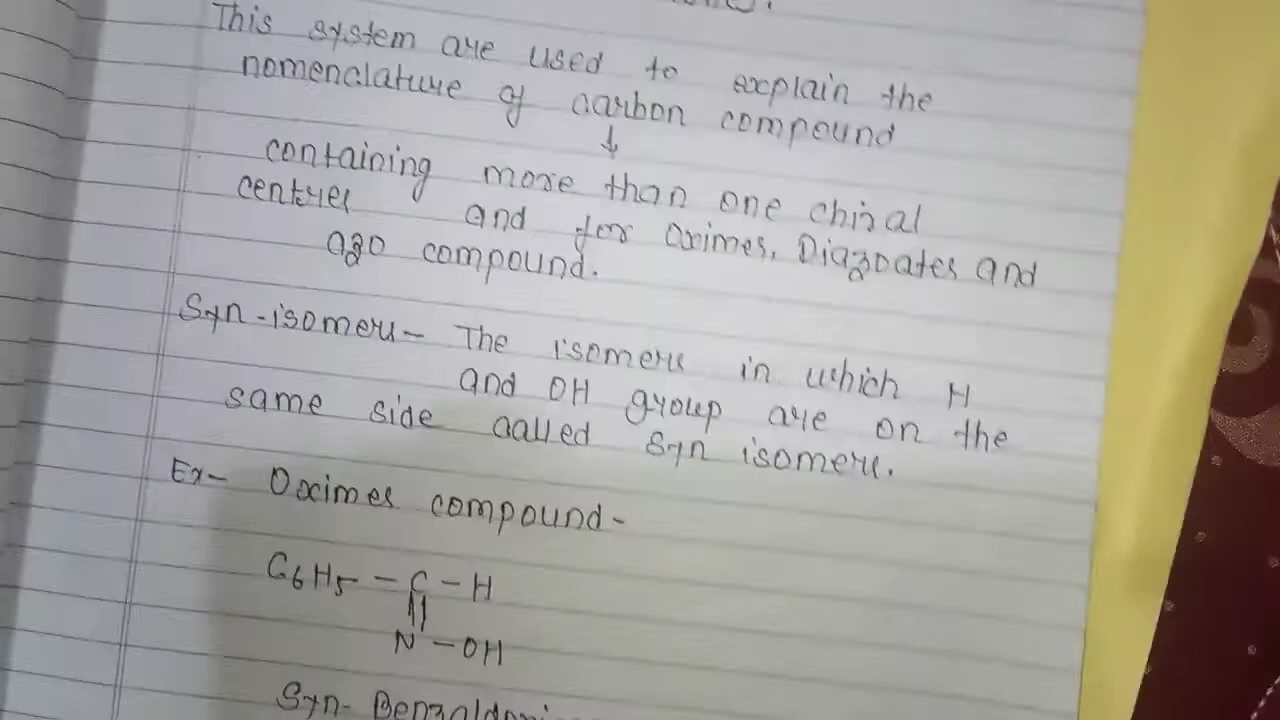 This system are used to explain the
nomenclature of carbon compound
↓
containing more than one chiral
centres and for oximes, Diazoates and
azo compound.
Syn-isomers- The isomers in which H
and OH group are on the
same side called syn isomers.
Ex- Oximes compound-
C6H5 - C - H
||
N - OH
Syn-